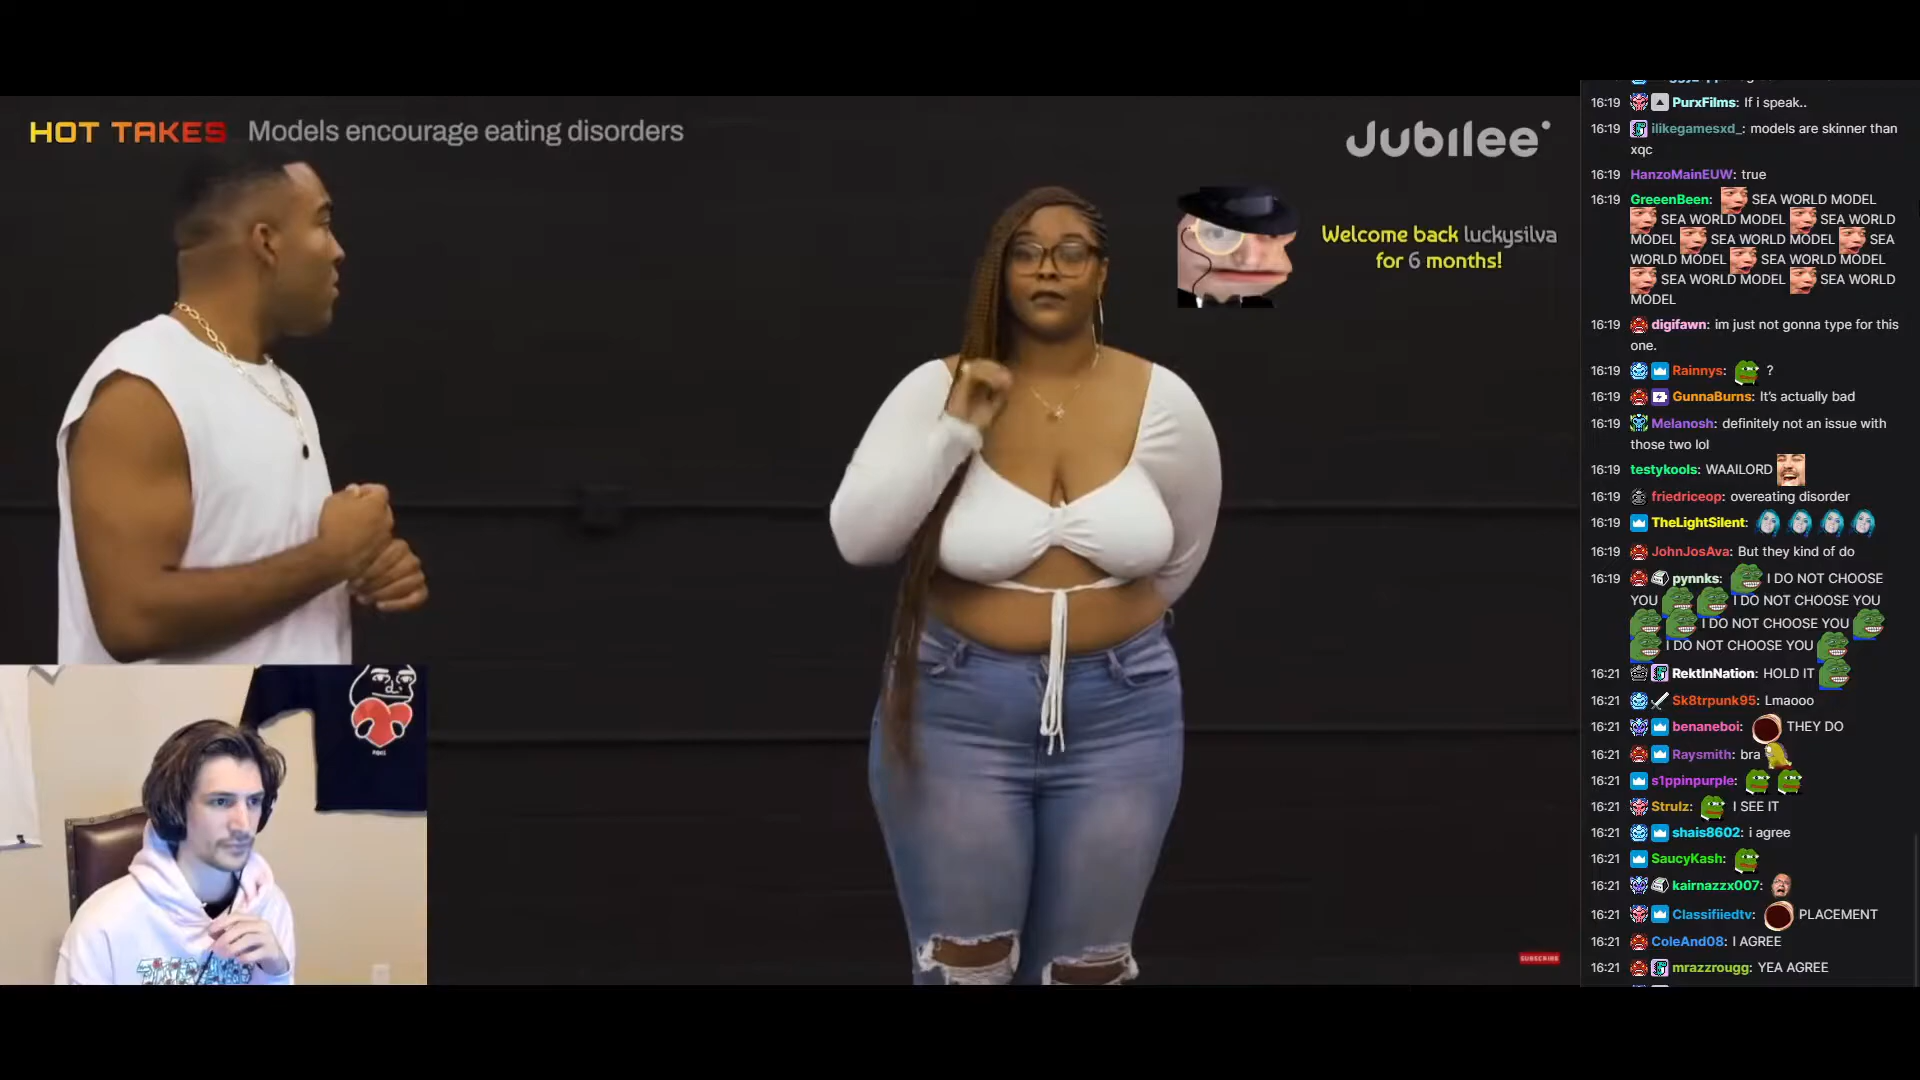 HOT TAKES Models encourage eating disorders
Jubilee
Welcome back luckysilva
for 6 months!
SUBSCRIBE
16:19 PurxFilms: If i speak..
16:19 ilikegamesxd_: models are skinner than
xqc
HanzoMainEUW: true
16:19 GreeenBeen: SEA WORLD MODEL
SEA WORLD MODEL SEA WORLD
MODEL SEA WORLD MODEL SEA
WORLD MODEL SEA WORLD MODEL
SEA WORLD MODEL SEA WORLD
MODEL
16:19 digifawn: im just not gonna type for this
one.
16:19 Rainnys: ?
16:19 GunnaBurns: It's actually bad
16:19 Melanosh: definitely not an issue with
those two lol
testykools: WAAILORD
16:19 friedriceop: overeating disorder
16:19 TheLightSilent:
16:19 JohnJosAva: But they kind of do
16:19 pynnks: I DO NOT CHOOSE
YOU I DO NOT CHOOSE YOU
I DO NOT CHOOSE YOU
I DO NOT CHOOSE YOU
16:21 RektInNation: HOLD IT
16:21 Sk8trpunk95: Lmaooo
16:21 benaneboi: THEY DO
16:21 Raysmith: bra
16:21 s1ppinpurple:
16:21 Strulz: I SEE IT
16:21 shais8602: i agree
16:21 SaucyKash:
16:21 kairnazzx007:
16:21 Classifiiedtv: PLACEMENT
16:21 ColeAnd08: I AGREE
16:21 mrazzrougg: YEA AGREE